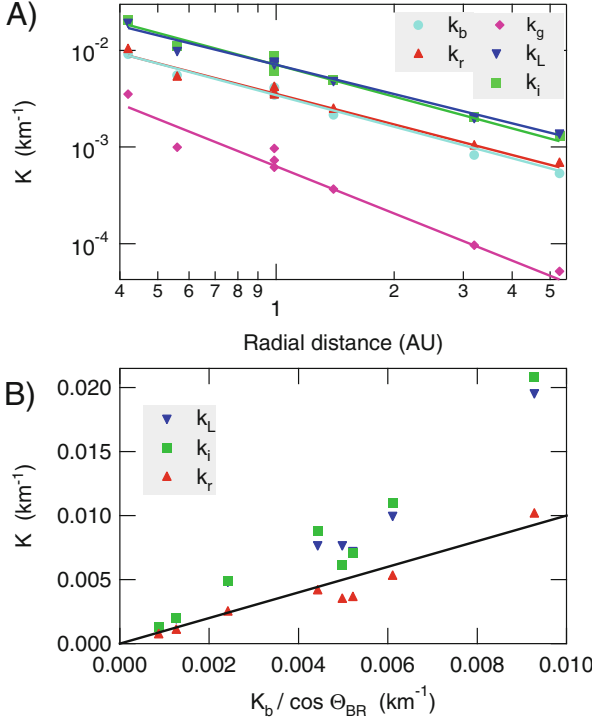 A)
K (km⁻¹)
10⁻²
10⁻³
10⁻⁴
k_b
k_g
k_r
k_L
k_i
4 5 6 7 8 9 1 2 3 4 5
Radial distance (AU)
B)
K (km⁻¹)
0.020
0.015
0.010
0.005
0.000
k_L
k_i
k_r
0.000 0.002 0.004 0.006 0.008 0.010
K_b / cos Θ_BR (km⁻¹)